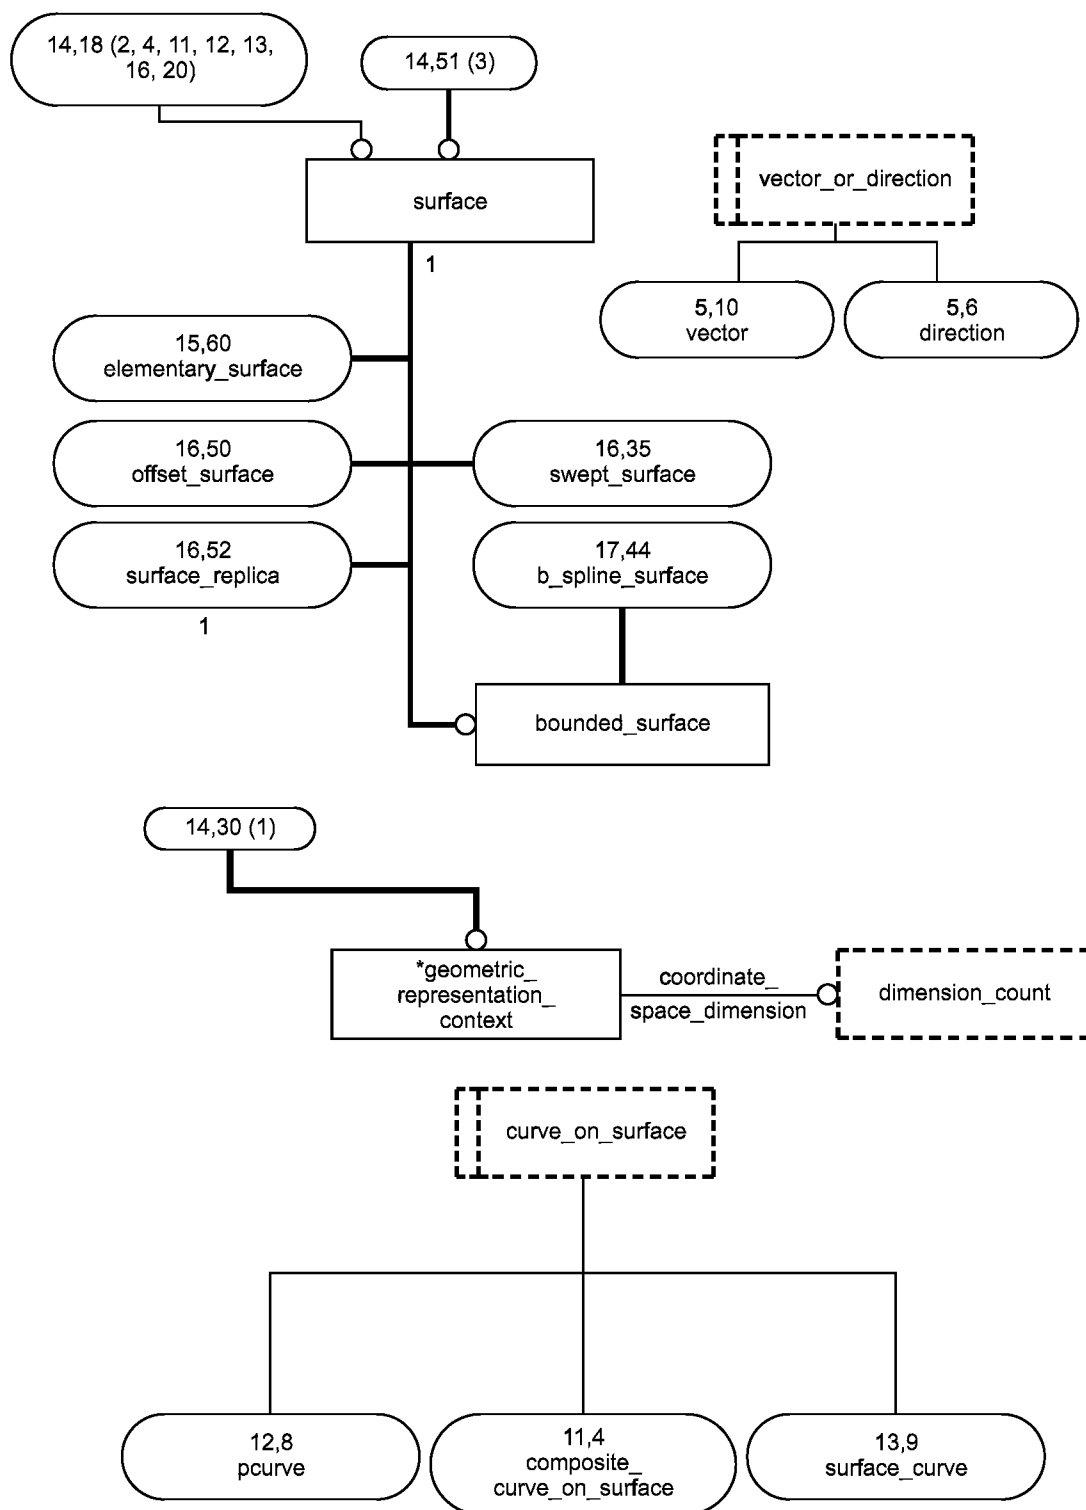 14,18 (2, 4, 11, 12, 13,
16, 20)
14,51 (3)
surface
1
vector_or_direction
5,10
vector
5,6
direction
15,60
elementary_surface
16,50
offset_surface
16,35
swept_surface
16,52
surface_replica
1
17,44
b_spline_surface
bounded_surface
14,30 (1)
*geometric_
representation_
context
coordinate_
space_dimension
dimension_count
curve_on_surface
12,8
pcurve
11,4
composite_
curve_on_surface
13,9
surface_curve